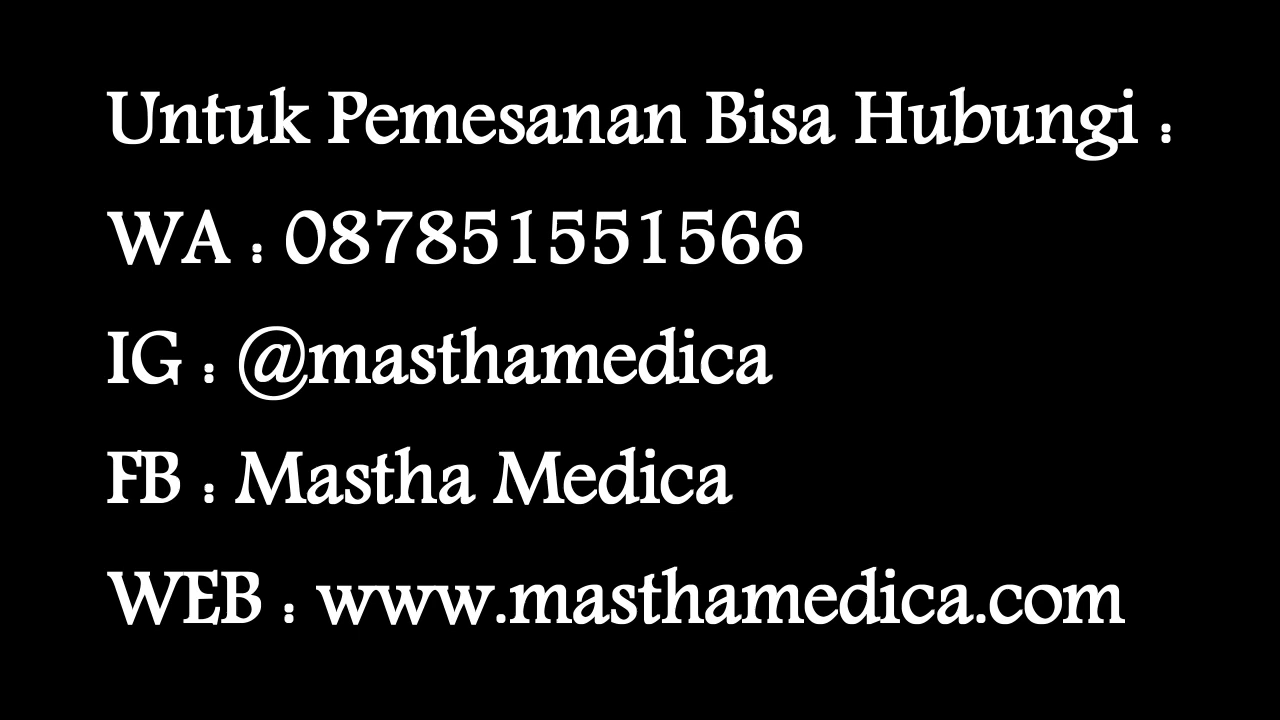 Untuk Pemesanan Bisa Hubungi :
WA : 087851551566
IG : @masthamedica
FB : Mastha Medica
WEB : www.masthamedica.com